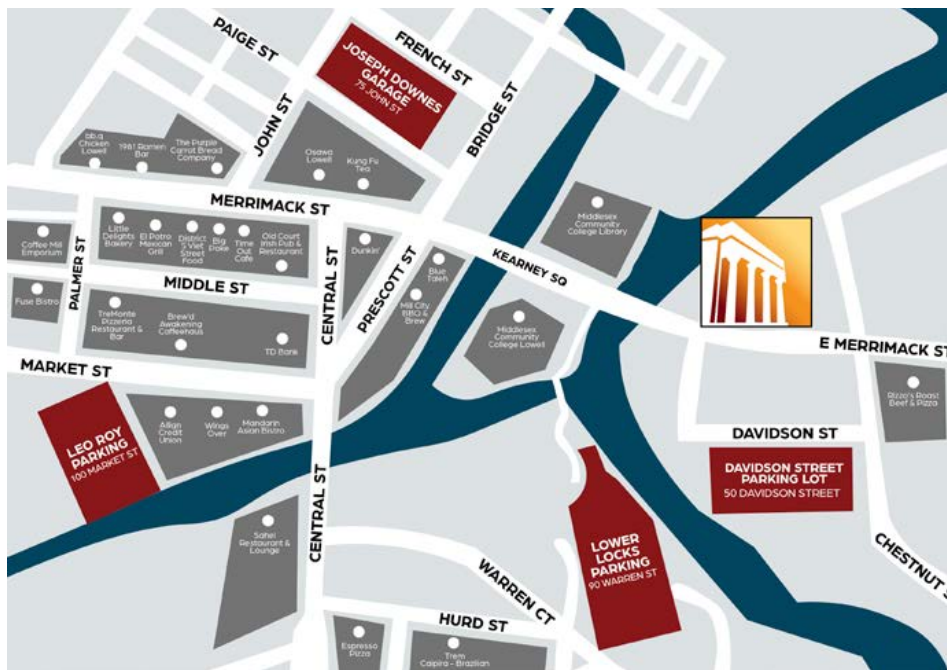 PAIGE ST
FRENCH ST
JOSEPH DOWNES
GARAGE
75 JOHN ST
JOHN ST
BRIDGE ST
bb.q
Chicken
Lowell
1981 Ramen
Bar
The Purple
Carrot Bread
Company
Osawa
Lowell
Kung Fu
Tea
MERRIMACK ST
Middlesex
Community
College Library
Coffee Mill
Emporium
PALMER ST
Little
Delights
Bakery
El Potro
Mexican
Grill
District
5 Viet
Street
Food
Big
Poke
Time
Out
Cafe
Old Court
Irish Pub &
Restaurant
CENTRAL ST
Dunkin'
PRESCOTT ST
Blue
Taleh
KEARNEY SQ
MIDDLE ST
Fuse Bistro
TreMonte
Pizzeria
Restaurant &
Bar
Brew'd
Awakening
Coffeehaus
TD Bank
Mill City
BBQ &
Brew
Middlesex
Community
College Lowell
E MERRIMACK ST
MARKET ST
Rizzo's Roast
Beef & Pizza
LEO ROY
PARKING
100 MARKET ST
Align
Credit
Union
Wings
Over
Mandarin
Asian Bistro
DAVIDSON ST
DAVIDSON STREET
PARKING LOT
50 DAVIDSON STREET
CENTRAL ST
Sahel
Restaurant &
Lounge
LOWER
LOCKS
PARKING
90 WARREN ST
WARREN CT
CHESTNUT
HURD ST
Espresso
Pizza
Trem
Caipira - Brazilian